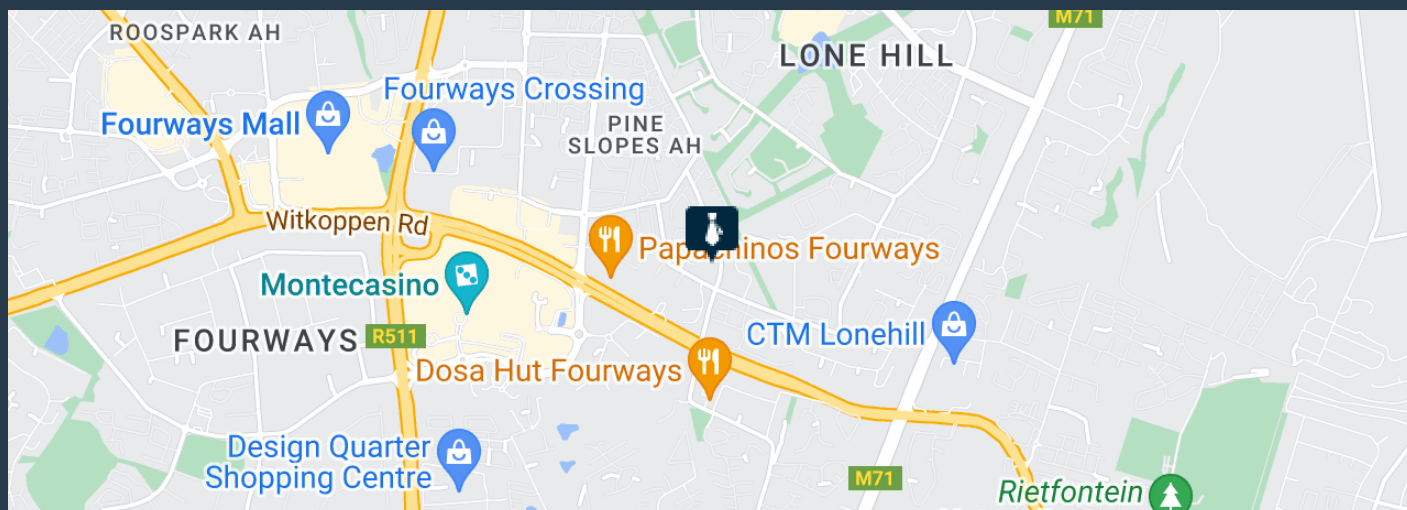 M71
ROOSPARK AH
LONE HILL
Fourways Crossing
Fourways Mall
PINE
SLOPES AH
Witkoppen Rd
Papachinos Fourways
Montecasino
FOURWAYS
R511
CTM Lonehill
Dosa Hut Fourways
Design Quarter
Shopping Centre
M71
Rietfontein